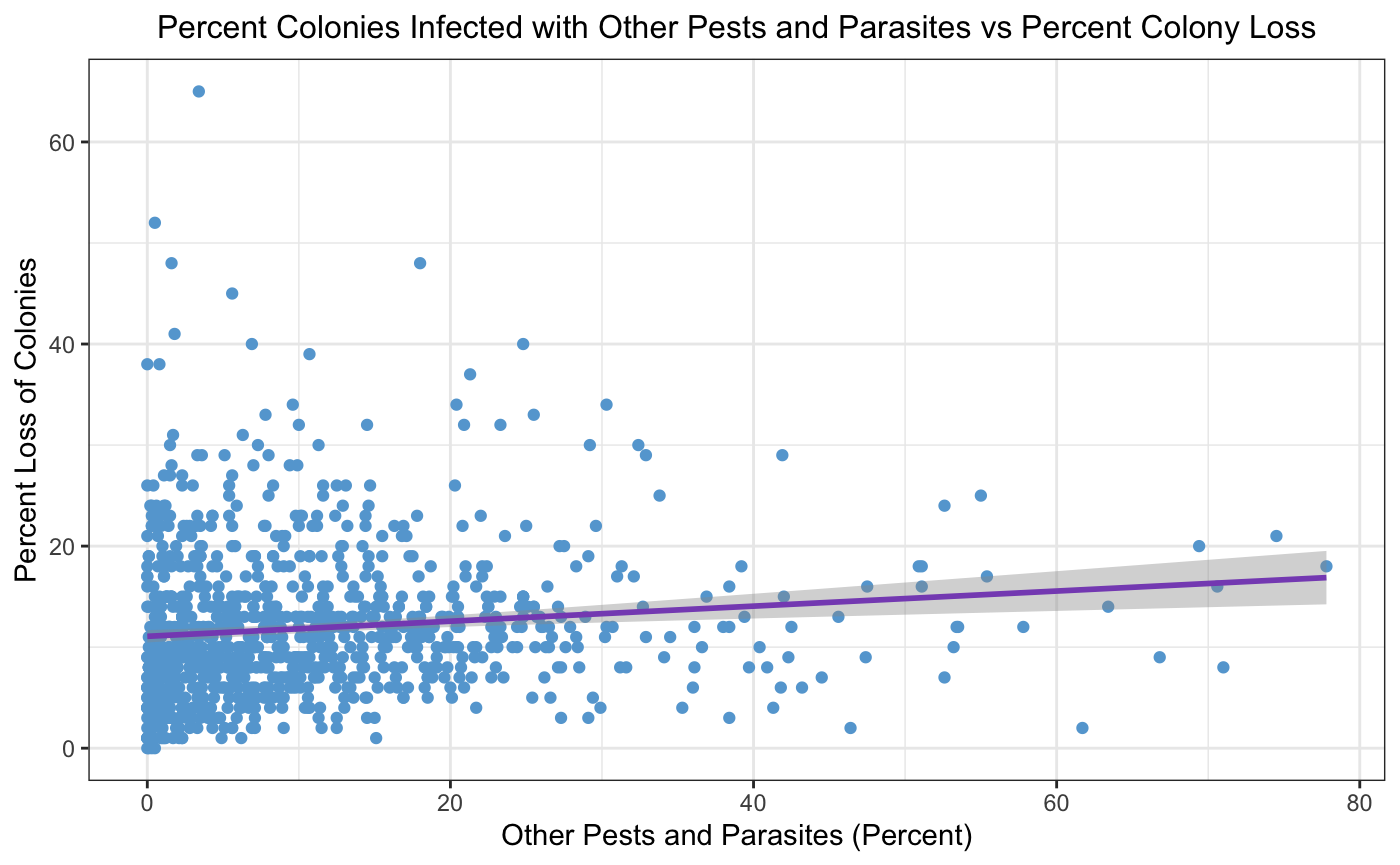 Percent Colonies Infected with Other Pests and Parasites vs Percent Colony Loss
Percent Loss of Colonies
60
40
20
0
0 20 40 60 80
Other Pests and Parasites (Percent)